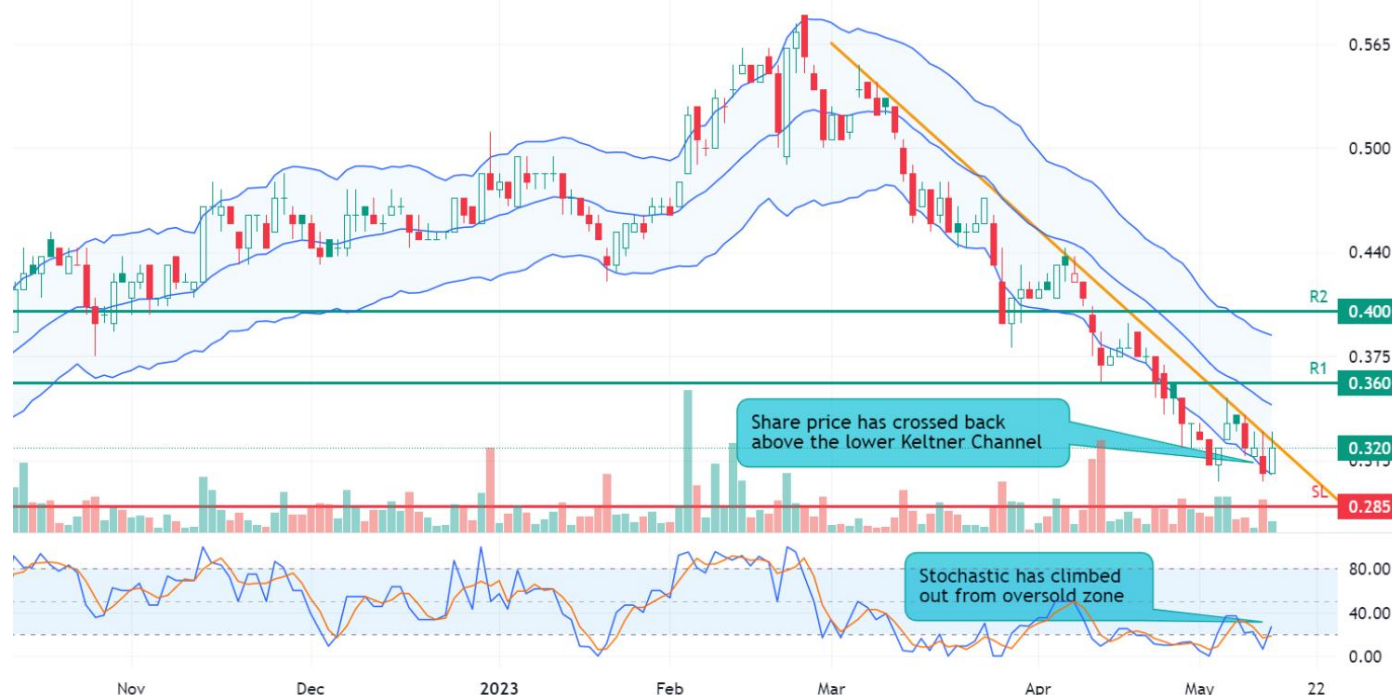 0.565
0.500
0.440
R2
0.400
0.375
R1
0.360
Share price has crossed back
above the lower Keltner Channel
0.320
0.315
SL
0.285
80.00
Stochastic has climbed
out from oversold zone
40.00
0.00
Nov Dec 2023 Feb Mar Apr May 22